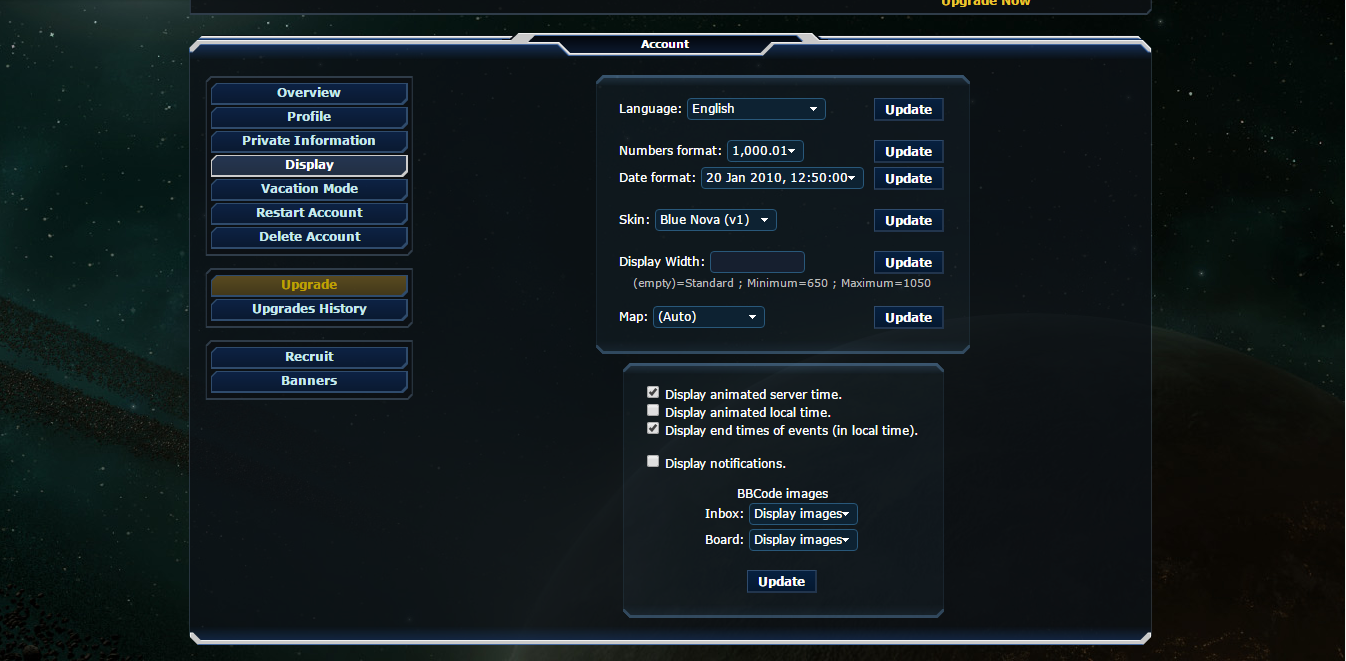 Upgrade Now
Account
Overview
Profile
Private Information
Display
Vacation Mode
Restart Account
Delete Account
Upgrade
Upgrades History
Recruit
Banners
Language: English Update
Numbers format: 1,000.01 Update
Date format: 20 Jan 2010, 12:50:00 Update
Skin: Blue Nova (v1) Update
Display Width: Update
(empty)=Standard ; Minimum=650 ; Maximum=1050
Map: (Auto) Update
Display animated server time.
Display animated local time.
Display end times of events (in local time).
Display notifications.
BBCode images
Inbox: Display images
Board: Display images
Update